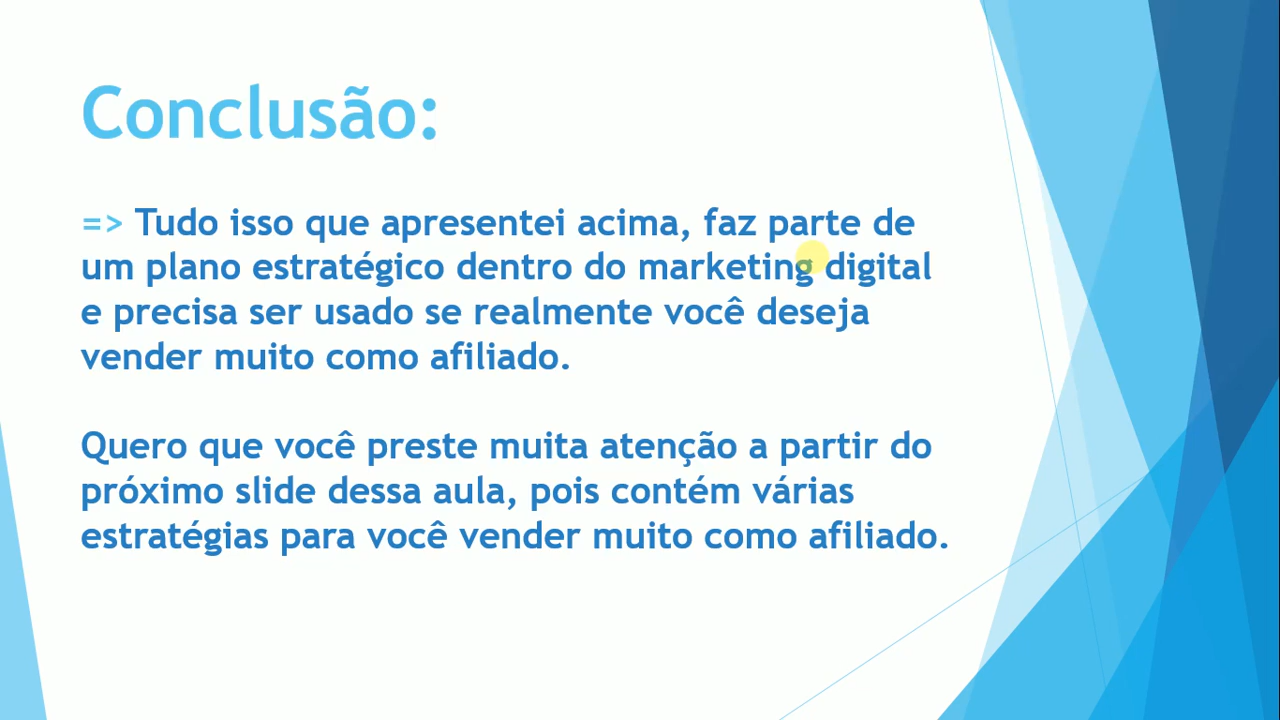 Conclusão:
=> Tudo isso que apresentei acima, faz parte de
um plano estratégico dentro do marketing digital
e precisa ser usado se realmente você deseja
vender muito como afiliado.
Quero que você preste muita atenção a partir do
próximo slide dessa aula, pois contém várias
estratégias para você vender muito como afiliado.